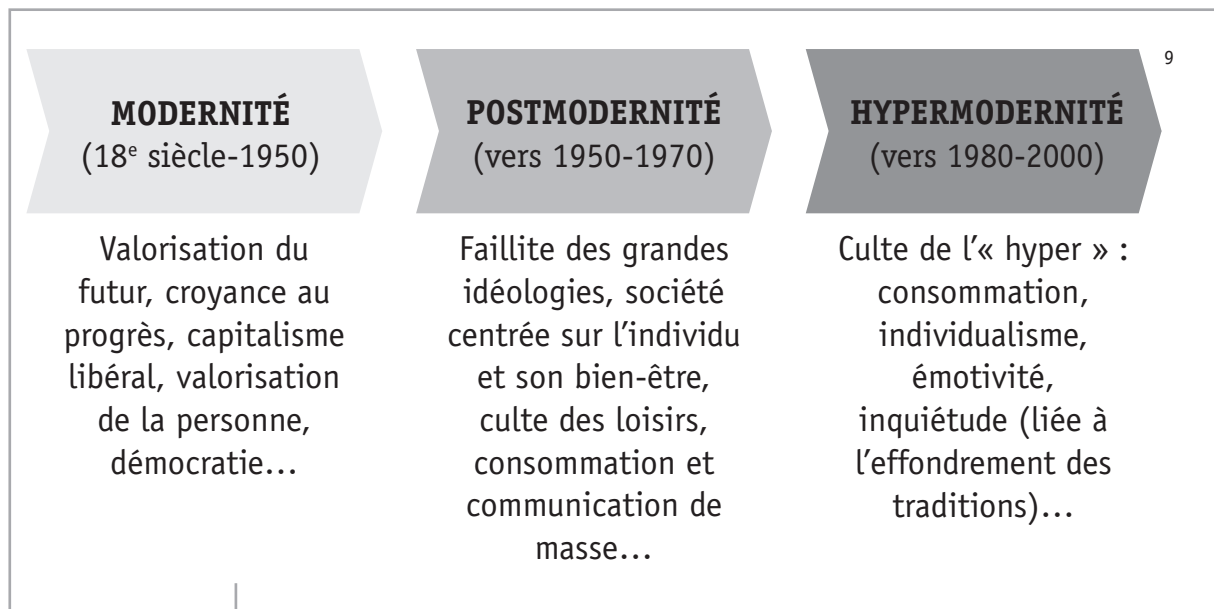 MODERNITÉ
(18e siècle-1950)
Valorisation du
futur, croyance au
progrès, capitalisme
libéral, valorisation
de la personne,
démocratie…
POSTMODERNITÉ
(vers 1950-1970)
Faillite des grandes
idéologies, société
centrée sur l’individu
et son bien-être,
culte des loisirs,
consommation et
communication de
masse…
HYPERMODERNITÉ
(vers 1980-2000)
9
Culte de l’« hyper » :
consommation,
individualisme,
émotivité,
inquiétude (liée à
l’effondrement des
traditions)…